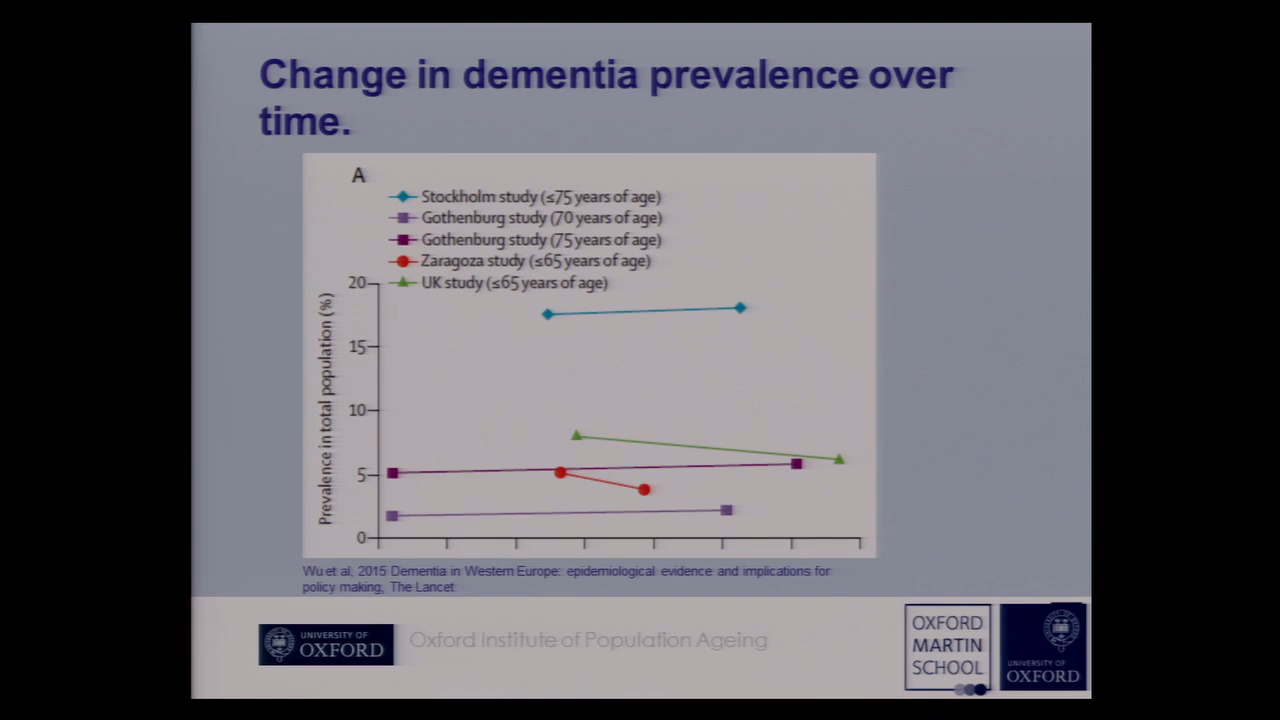 Change in dementia prevalence over
time.
A
Stockholm study (≤75 years of age)
Gothenburg study (70 years of age)
Gothenburg study (75 years of age)
Zaragoza study (≤65 years of age)
UK study (≤65 years of age)
Prevalence in total population (%)
20
15
10
5
0
Wu et al, 2015 Dementia in Western Europe: epidemiological evidence and implications for
policy making, The Lancet
UNIVERSITY OF
OXFORD
Oxford Institute of Population Ageing
OXFORD
MARTIN
SCHOOL
UNIVERSITY OF
OXFORD